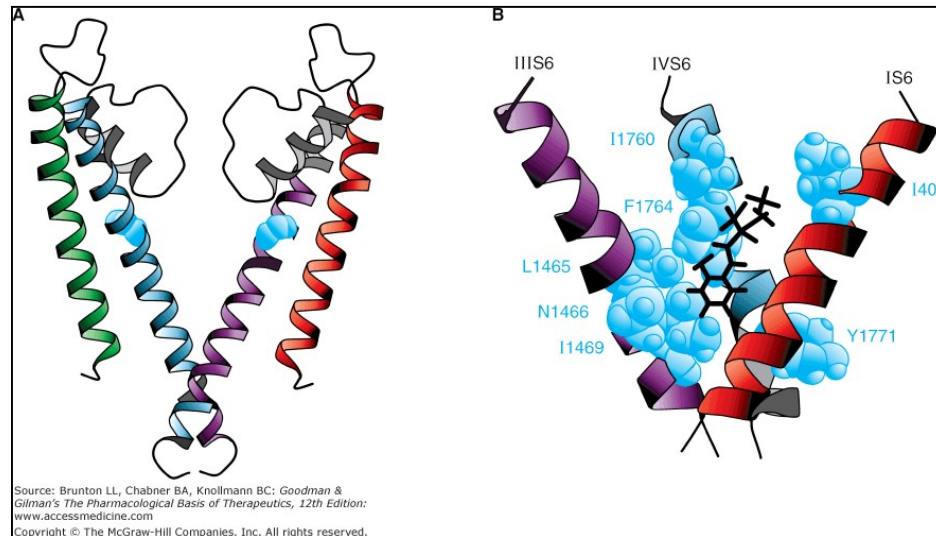 A
B
IIIS6
IVS6
IS6
I1760
I40
F1764
L1465
N1466
I1469
Y1771
Source: Brunton LL, Chabner BA, Knollmann BC: Goodman &
Gilman's The Pharmacological Basis of Therapeutics, 12th Edition:
www.accessmedicine.com
Copyright © The McGraw-Hill Companies, Inc. All rights reserved.